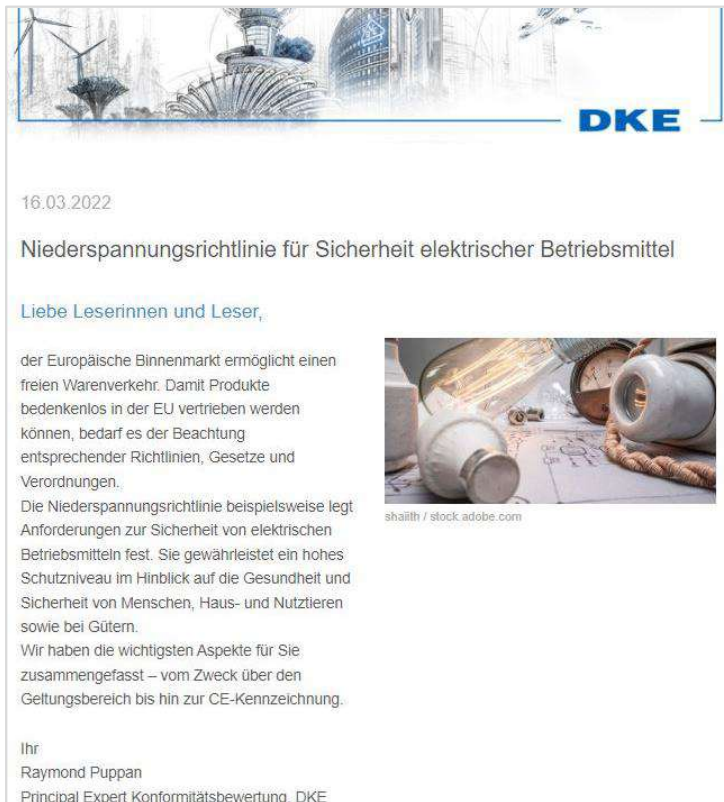 DKE
16.03.2022
Niederspannungsrichtlinie für Sicherheit elektrischer Betriebsmittel
Liebe Leserinnen und Leser,
der Europäische Binnenmarkt ermöglicht einen
freien Warenverkehr. Damit Produkte
bedenkenlos in der EU vertrieben werden
können, bedarf es der Beachtung
entsprechender Richtlinien, Gesetze und
Verordnungen.
Die Niederspannungsrichtlinie beispielsweise legt
Anforderungen zur Sicherheit von elektrischen
Betriebsmitteln fest. Sie gewährleistet ein hohes
Schutzniveau im Hinblick auf die Gesundheit und
Sicherheit von Menschen, Haus- und Nutztieren
sowie bei Gütern.
Wir haben die wichtigsten Aspekte für Sie
zusammengefasst – vom Zweck über den
Geltungsbereich bis hin zur CE-Kennzeichnung.
shaiith / stock.adobe.com
Ihr
Raymond Puppan
Principal Expert Konformitätsbewertung, DKE